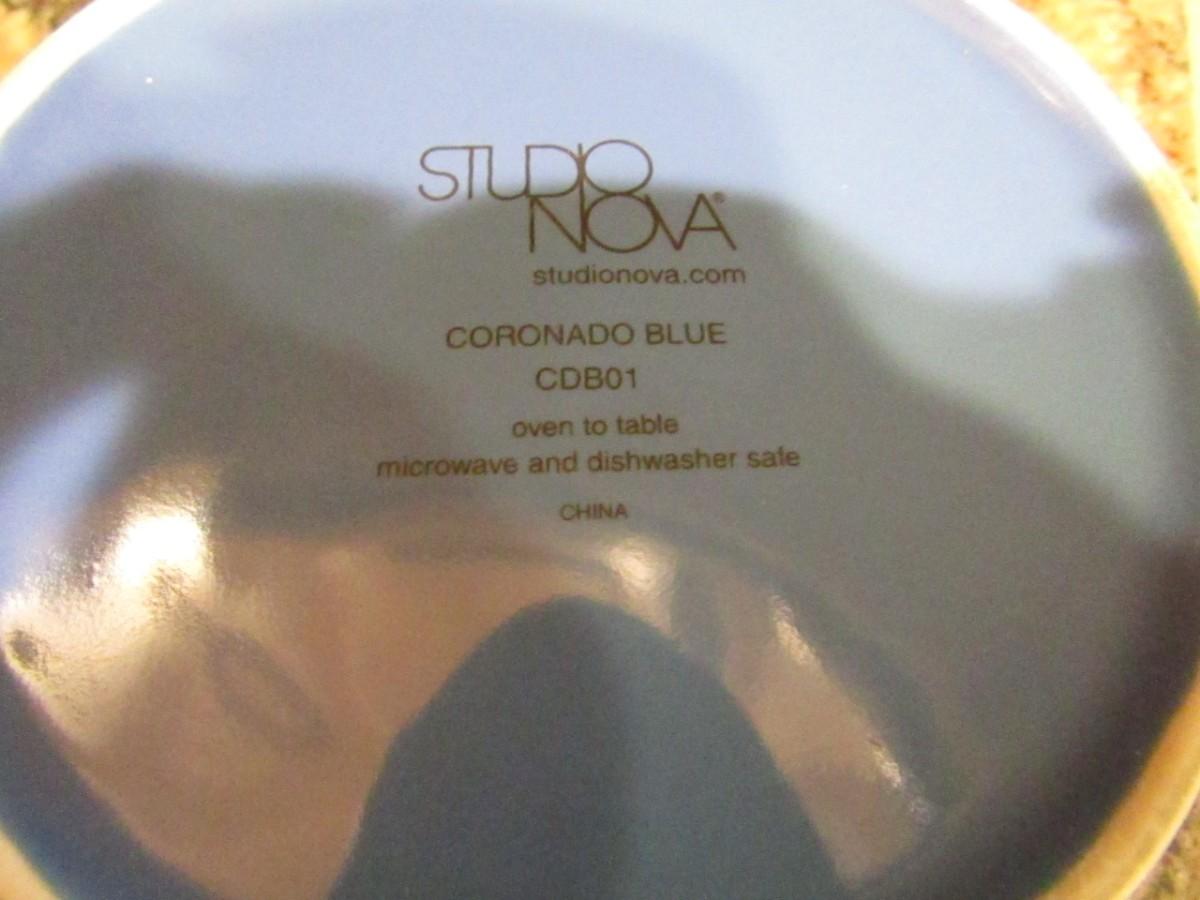 STUDIO
NOVA®
studionova.com
CORONADO BLUE
CDB01
oven to table
microwave and dishwasher safe
CHINA